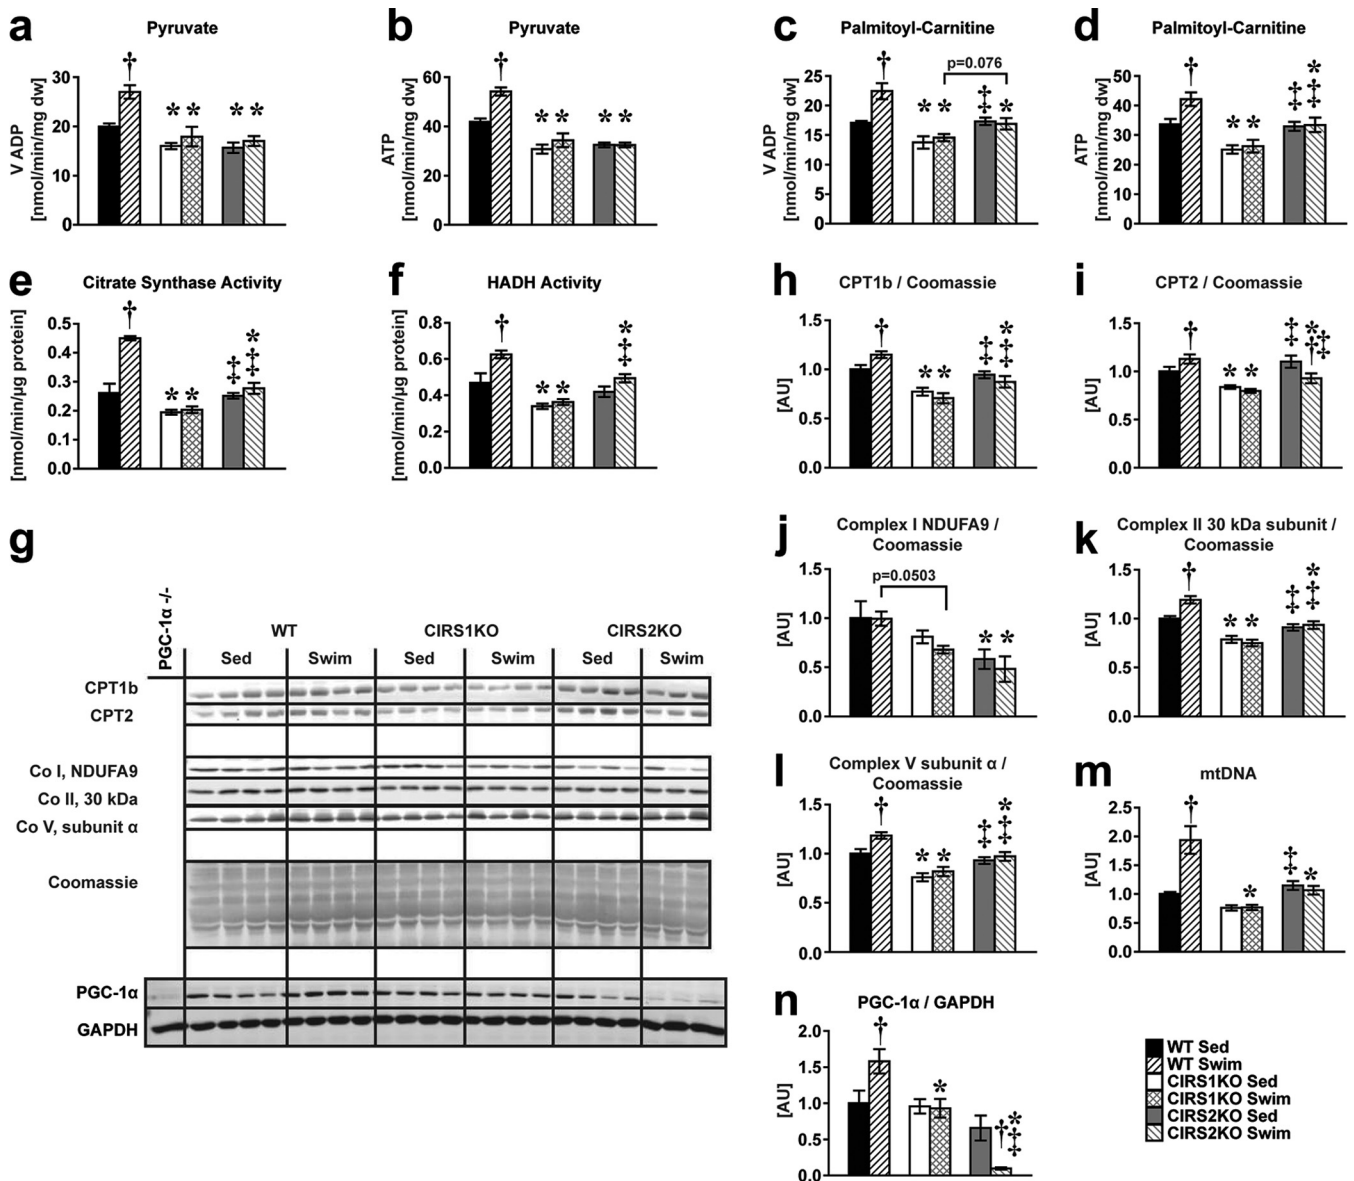 a
Pyruvate
V ADP
[nmol/min/mg dw]
30
20
10
0
†
* *
* *
b
Pyruvate
ATP
[nmol/min/mg dw]
60
40
20
0
†
* *
* *
c
Palmitoyl-Carnitine
V ADP
[nmol/min/mg dw]
25
20
15
10
5
0
†
* *
p=0.076
‡ *
d
Palmitoyl-Carnitine
ATP
[nmol/min/mg dw]
50
40
30
20
10
0
†
* *
*
‡ ‡
e
Citrate Synthase Activity
[nmol/min/µg protein]
0.5
0.4
0.3
0.2
0.1
0.0
†
* *
*
‡ ‡
f
HADH Activity
[nmol/min/µg protein]
0.8
0.6
0.4
0.2
0.0
†
* *
*
‡
h
CPT1b / Coomassie
[AU]
1.5
1.0
0.5
0.0
†
* *
*
‡ ‡
i
CPT2 / Coomassie
[AU]
1.5
1.0
0.5
0.0
†
* *
‡
*‡
†
g
PGC-1α -/-
WT
CIRS1KO
CIRS2KO
Sed
Swim
Sed
Swim
Sed
Swim
CPT1b
CPT2
Co I, NDUFA9
Co II, 30 kDa
Co V, subunit α
Coomassie
PGC-1α
GAPDH
j
Complex I NDUFA9 /
Coomassie
[AU]
1.5
1.0
0.5
0.0
p=0.0503
* *
k
Complex II 30 kDa subunit /
Coomassie
[AU]
1.5
1.0
0.5
0.0
†
* *
*
‡ ‡
l
Complex V subunit α /
Coomassie
[AU]
1.5
1.0
0.5
0.0
†
* *
*
‡ ‡
m
mtDNA
[AU]
2.5
2.0
1.5
1.0
0.5
0.0
†
*
‡ *
n
PGC-1α / GAPDH
[AU]
2.0
1.5
1.0
0.5
0.0
†
*
*
†‡
WT Sed
WT Swim
CIRS1KO Sed
CIRS1KO Swim
CIRS2KO Sed
CIRS2KO Swim